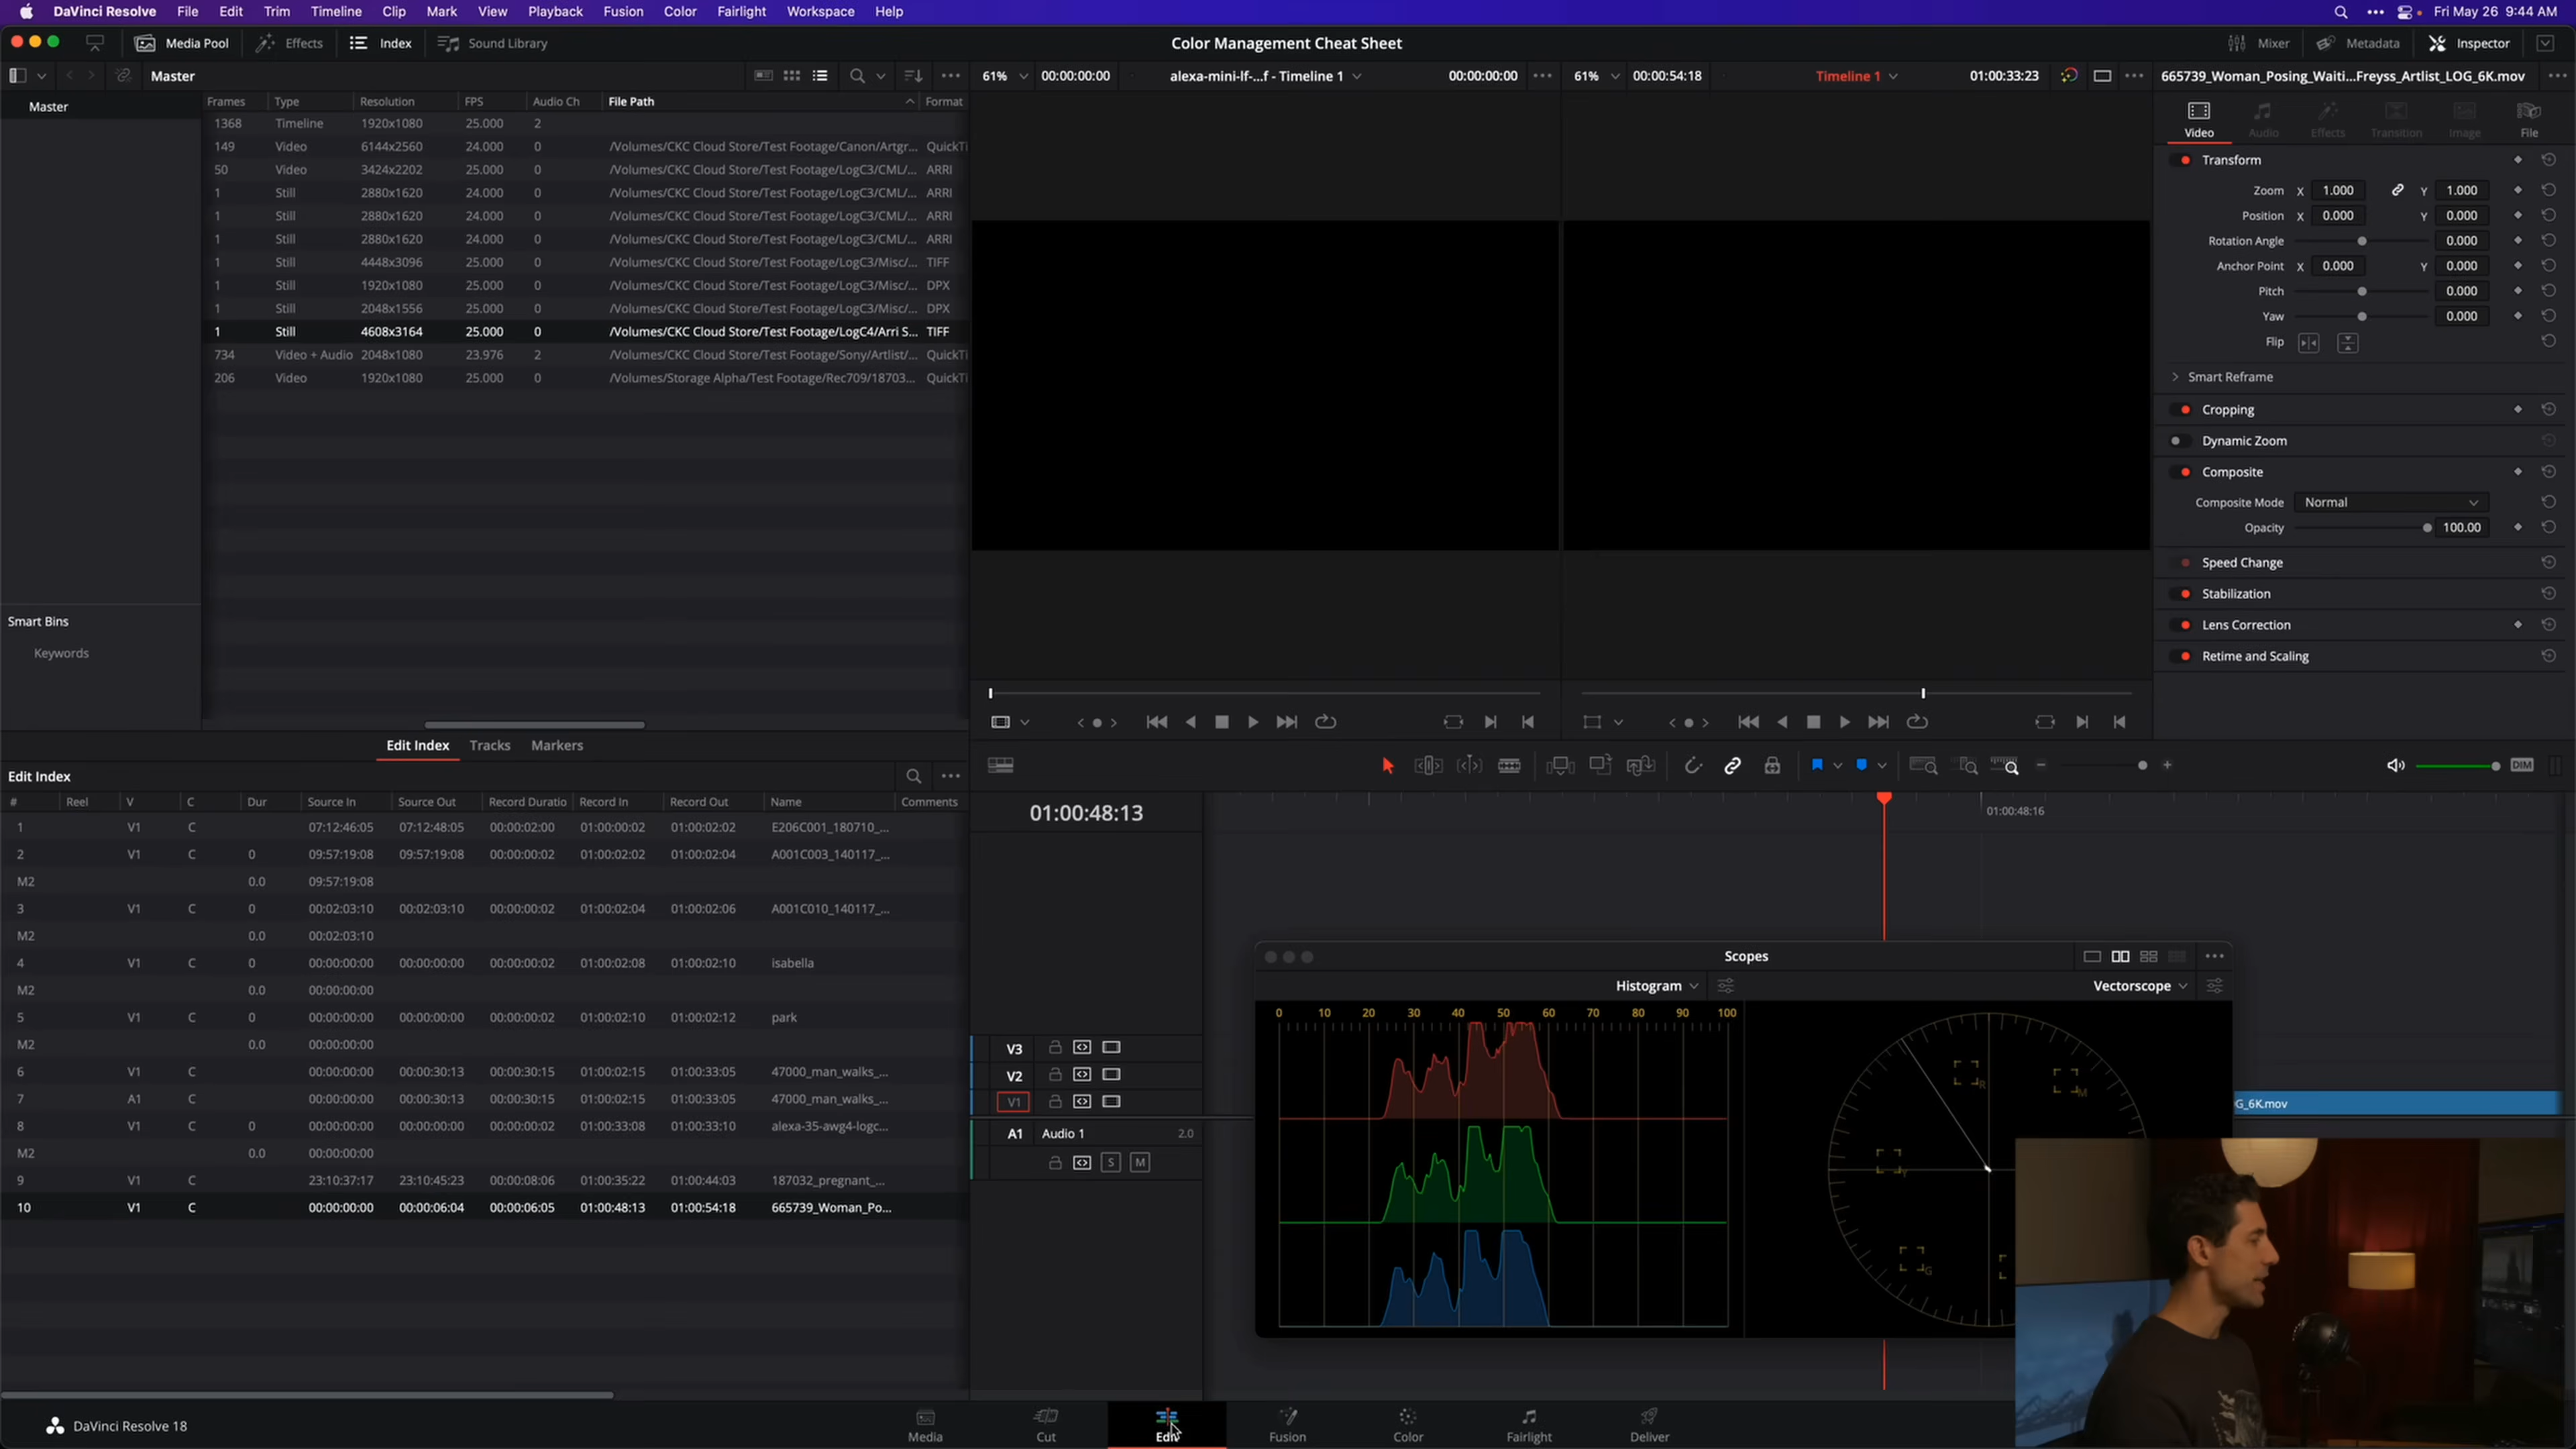 DaVinci Resolve File Edit Trim Timeline Clip Mark View Playback Fusion Color Fairlight Workspace Help Fri May 26 9:44 AM
Media Pool Effects Index Sound Library Color Management Cheat Sheet Mixer Metadata Inspector
Master 61% 00:00:00:00 alexa-mini-lf-...f - Timeline 1 00:00:00:00 61% 00:00:54:18 Timeline 1 01:00:33:23 665739_Woman_Posing_Waiti...Freyss_Artlist_LOG_6K.mov
Master
Frames Type Resolution FPS Audio Ch File Path Format
1368 Timeline 1920x1080 25.000 2
149 Video 6144x2560 24.000 0 /Volumes/CKC Cloud Store/Test Footage/Canon/Artgr... QuickTi
50 Video 3424x2202 25.000 0 /Volumes/CKC Cloud Store/Test Footage/LogC3/CML/... ARRI
1 Still 2880x1620 24.000 0 /Volumes/CKC Cloud Store/Test Footage/LogC3/CML/... ARRI
1 Still 2880x1620 24.000 0 /Volumes/CKC Cloud Store/Test Footage/LogC3/CML/... ARRI
1 Still 2880x1620 24.000 0 /Volumes/CKC Cloud Store/Test Footage/LogC3/CML/... ARRI
1 Still 4448x3096 25.000 0 /Volumes/CKC Cloud Store/Test Footage/LogC3/Misc/... TIFF
1 Still 1920x1080 25.000 0 /Volumes/CKC Cloud Store/Test Footage/LogC3/Misc/... DPX
1 Still 2048x1556 25.000 0 /Volumes/CKC Cloud Store/Test Footage/LogC3/Misc/... DPX
1 Still 4608x3164 25.000 0 /Volumes/CKC Cloud Store/Test Footage/LogC4/Arri S... TIFF
734 Video + Audio 2048x1080 23.976 2 /Volumes/CKC Cloud Store/Test Footage/Sony/Artlist/... QuickTi
206 Video 1920x1080 25.000 0 /Volumes/Storage Alpha/Test Footage/Rec709/18703... QuickTi
Smart Bins
Keywords
Video Audio Effects Transition Image File
Transform
Zoom X 1.000 Y 1.000
Position X 0.000 Y 0.000
Rotation Angle 0.000
Anchor Point X 0.000 Y 0.000
Pitch 0.000
Yaw 0.000
Flip
Smart Reframe
Cropping
Dynamic Zoom
Composite
Composite Mode Normal
Opacity 100.00
Speed Change
Stabilization
Lens Correction
Retime and Scaling
Edit Index Tracks Markers
Edit Index
DIM
# Reel V C Dur Source In Source Out Record Duratio Record In Record Out Name Comments
1 V1 C 07:12:46:05 07:12:48:05 00:00:02:00 01:00:00:02 01:00:02:02 E206C001_180710_...
2 V1 C 0 09:57:19:08 09:57:19:08 00:00:00:02 01:00:02:02 01:00:02:04 A001C003_140117_...
M2 0.0 09:57:19:08
3 V1 C 0 00:02:03:10 00:02:03:10 00:00:00:02 01:00:02:04 01:00:02:06 A001C010_140117_...
M2 0.0 00:02:03:10
4 V1 C 0 00:00:00:00 00:00:00:00 00:00:00:02 01:00:02:08 01:00:02:10 isabella
M2 0.0 00:00:00:00
5 V1 C 0 00:00:00:00 00:00:00:00 00:00:00:02 01:00:02:10 01:00:02:12 park
M2 0.0 00:00:00:00
6 V1 C 00:00:00:00 00:00:30:13 00:00:30:15 01:00:02:15 01:00:33:05 47000_man_walks_...
7 A1 C 00:00:00:00 00:00:30:13 00:00:30:15 01:00:02:15 01:00:33:05 47000_man_walks_...
8 V1 C 0 00:00:00:00 00:00:00:00 00:00:00:02 01:00:33:08 01:00:33:10 alexa-35-awg4-logc...
M2 0.0 00:00:00:00
9 V1 C 23:10:37:17 23:10:45:23 00:00:08:06 01:00:35:22 01:00:44:03 187032_pregnant_...
10 V1 C 00:00:00:00 00:00:06:04 00:00:06:05 01:00:48:13 01:00:54:18 665739_Woman_Po...
01:00:48:13
01:00:48:16
V3
V2
V1
A1 Audio 1 2.0
S M
Scopes
Histogram Vectorscope
0 10 20 30 40 50 60 70 80 90 100
R
M
Y
G
G_6K.mov
DaVinci Resolve 18
Media Cut Edit Fusion Color Fairlight Deliver